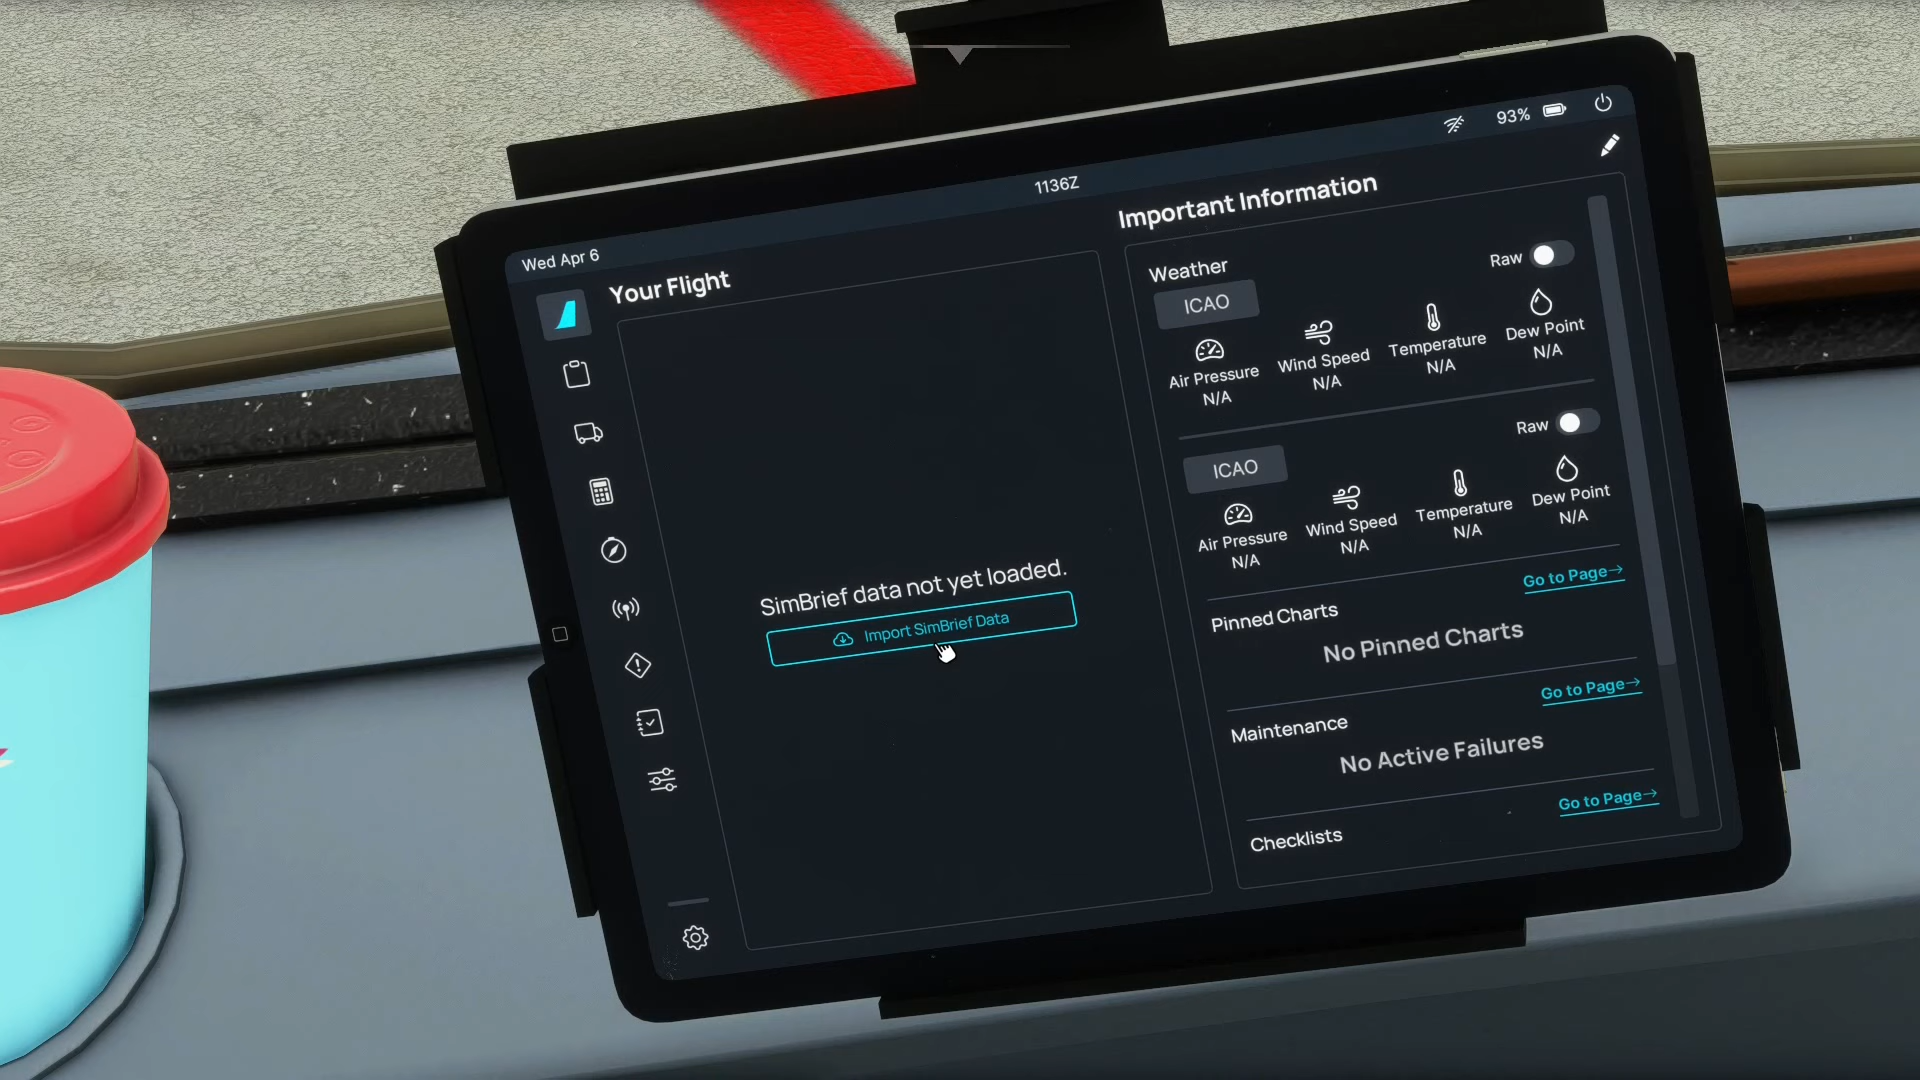 93%
1136Z
Wed Apr 6
Your Flight
SimBrief data not yet loaded.
Import SimBrief Data
Important Information
Weather
Raw
ICAO
Air Pressure
N/A
Wind Speed
N/A
Temperature
N/A
Dew Point
N/A
Raw
ICAO
Air Pressure
N/A
Wind Speed
N/A
Temperature
N/A
Dew Point
N/A
Go to Page→
Pinned Charts
No Pinned Charts
Go to Page→
Maintenance
No Active Failures
Go to Page→
Checklists